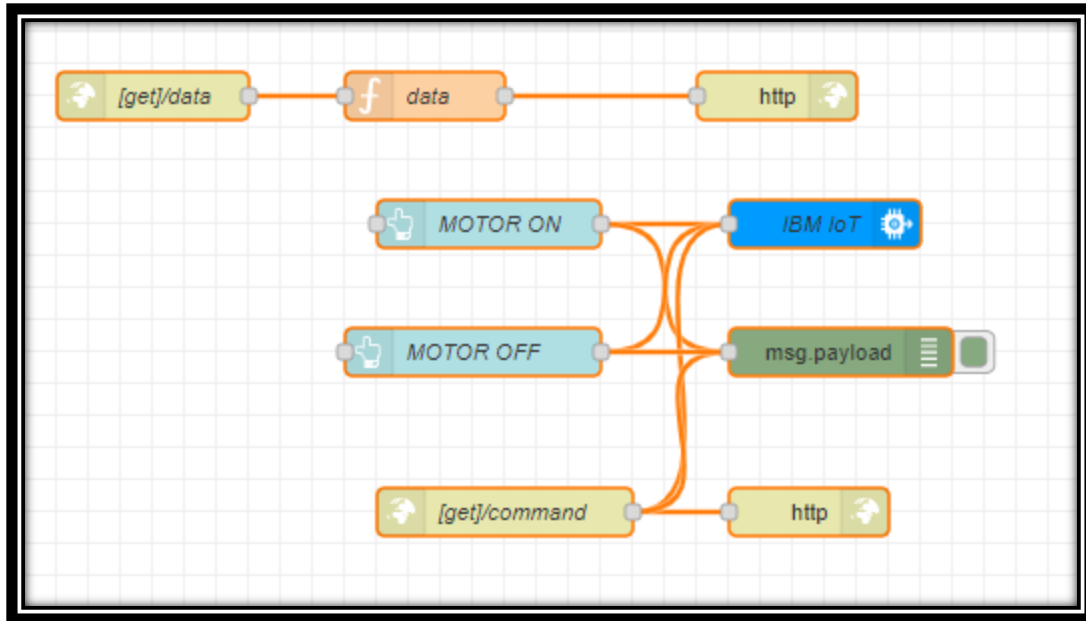 [get]/data
data
http
MOTOR ON
IBM IoT
MOTOR OFF
msg.payload
[get]/command
http